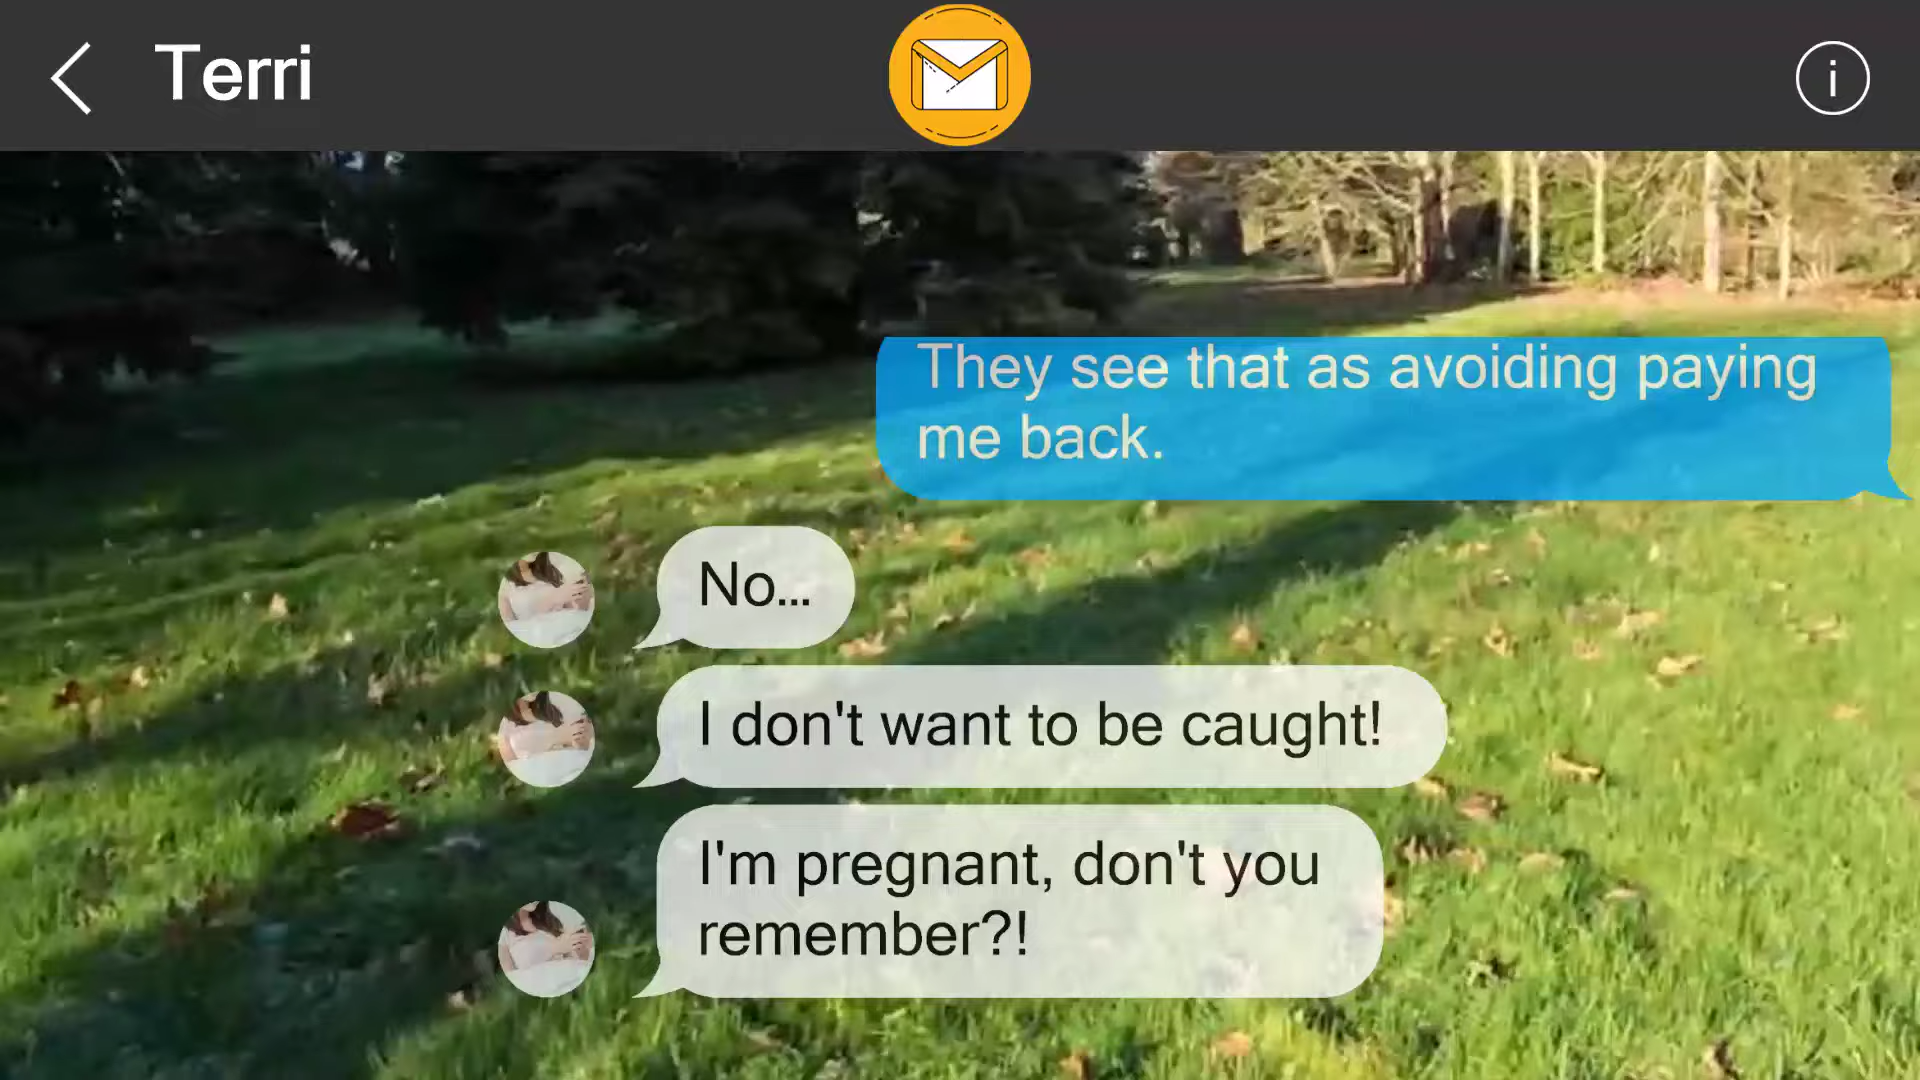 Terri
i
They see that as avoiding paying
me back.
No...
I don't want to be caught!
I'm pregnant, don't you
remember?!